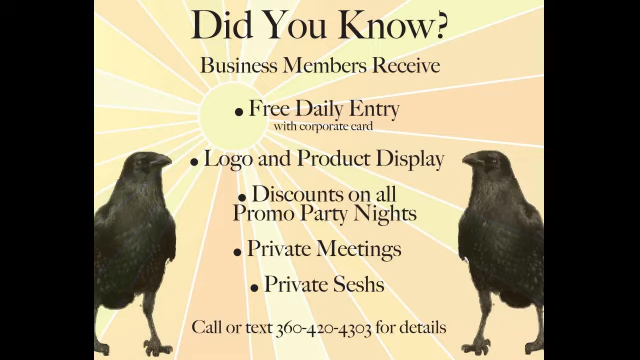 Did You Know?
Business Members Receive
• Free Daily Entry
with corporate card
• Logo and Product Display
• Discounts on all
Promo Party Nights
• Private Meetings
• Private Seshs
Call or text 360-420-4303 for details